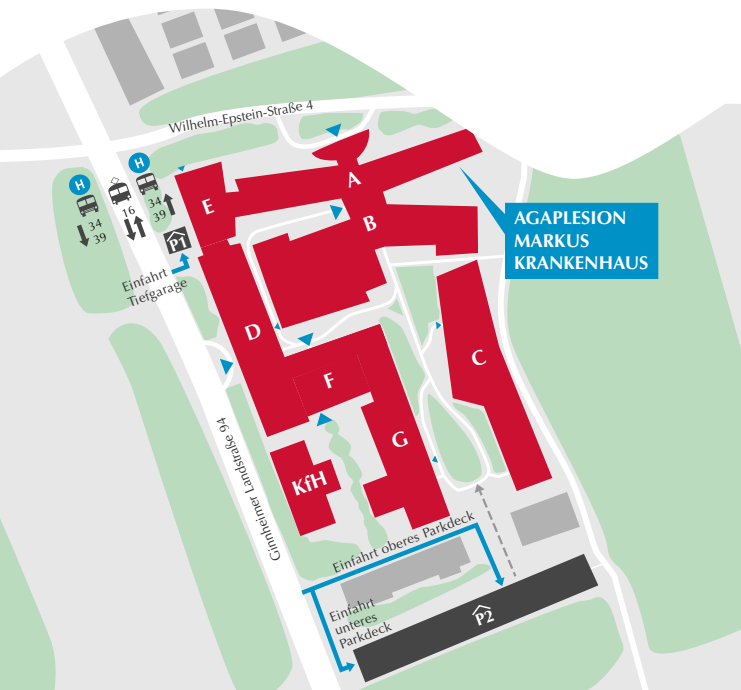 Wilhelm-Epstein-Straße 4
H
H
34
39
16
34
39
P1
Einfahrt
Tiefgarage
E
A
B
AGAPLESION
MARKUS
KRANKENHAUS
D
C
F
G
KfH
Ginnheimer Landstraße 94
Einfahrt oberes Parkdeck
Einfahrt
unteres
Parkdeck
P2